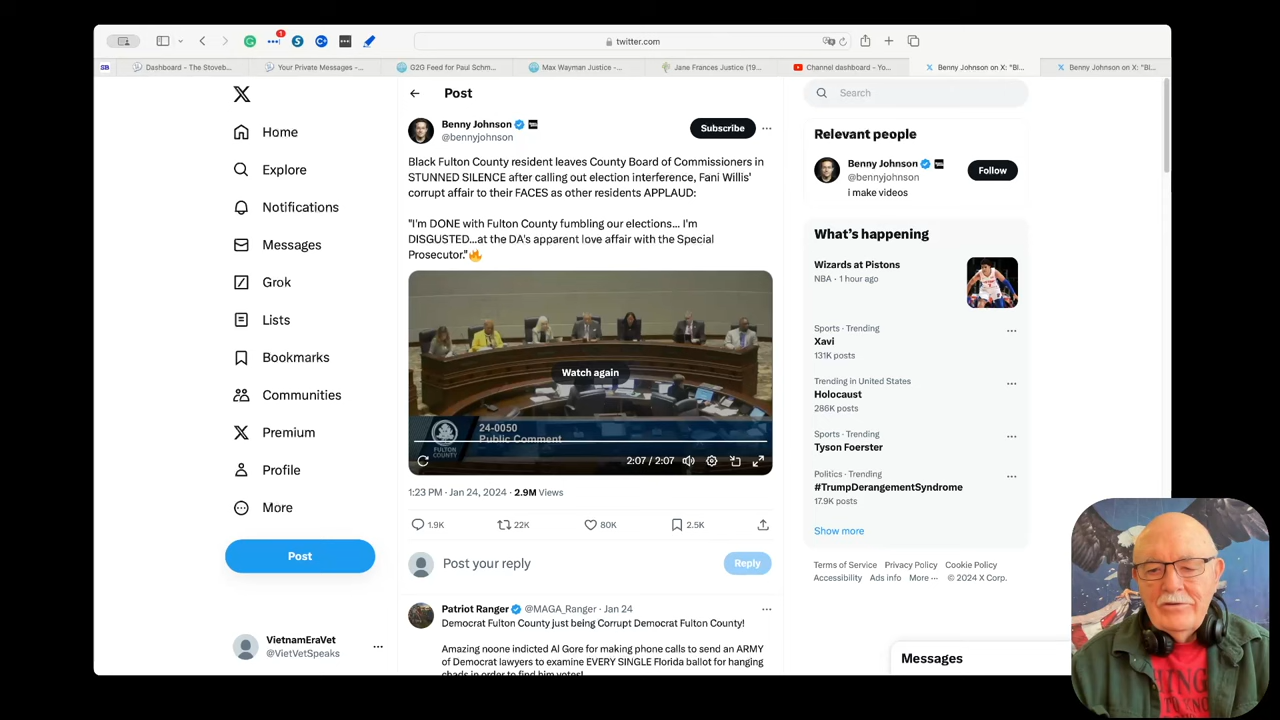 twitter.com
1
SB
Dashboard - The Stoveb...
Your Private Messages -...
G2G Feed for Paul Schm...
Max Wayman Justice -...
Jane Frances Justice (19...
Channel dashboard - Yo...
Benny Johnson on X: "Bl...
Benny Johnson on X: "Bl...
Home
Explore
Notifications
Messages
Grok
Lists
Bookmarks
Communities
Premium
Profile
More
Post
VietnamEraVet
@VietVetSpeaks
Post
Benny Johnson
@bennyjohnson
Subscribe
Black Fulton County resident leaves County Board of Commissioners in
STUNNED SILENCE after calling out election interference, Fani Willis'
corrupt affair to their FACES as other residents APPLAUD:
"I'm DONE with Fulton County fumbling our elections... I'm
DISGUSTED...at the DA's apparent love affair with the Special
Prosecutor."🔥
Watch again
FULTON
COUNTY
24-0050
Public Comment
2:07 / 2:07
1:23 PM · Jan 24, 2024 · 2.9M Views
1.9K
22K
80K
2.5K
Post your reply
Reply
Patriot Ranger @MAGA_Ranger · Jan 24
Democrat Fulton County just being Corrupt Democrat Fulton County!
Amazing noone indicted Al Gore for making phone calls to send an ARMY
of Democrat lawyers to examine EVERY SINGLE Florida ballot for hanging
chads in order to find him votes!
Search
Relevant people
Benny Johnson
@bennyjohnson
i make videos
Follow
What's happening
Wizards at Pistons
NBA · 1 hour ago
Sports · Trending
Xavi
131K posts
Trending in United States
Holocaust
286K posts
Sports · Trending
Tyson Foerster
Politics · Trending
#TrumpDerangementSyndrome
17.9K posts
Show more
Terms of Service Privacy Policy Cookie Policy
Accessibility Ads info More ··· © 2024 X Corp.
Messages